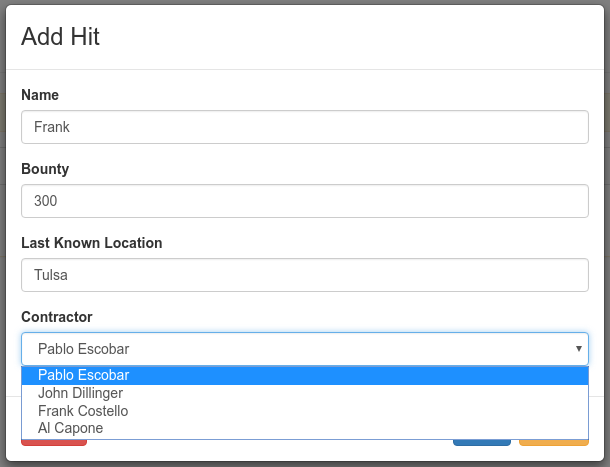 Add Hit
Name
Frank
Bounty
300
Last Known Location
Tulsa
Contractor
Pablo Escobar
Pablo Escobar
John Dillinger
Frank Costello
Al Capone